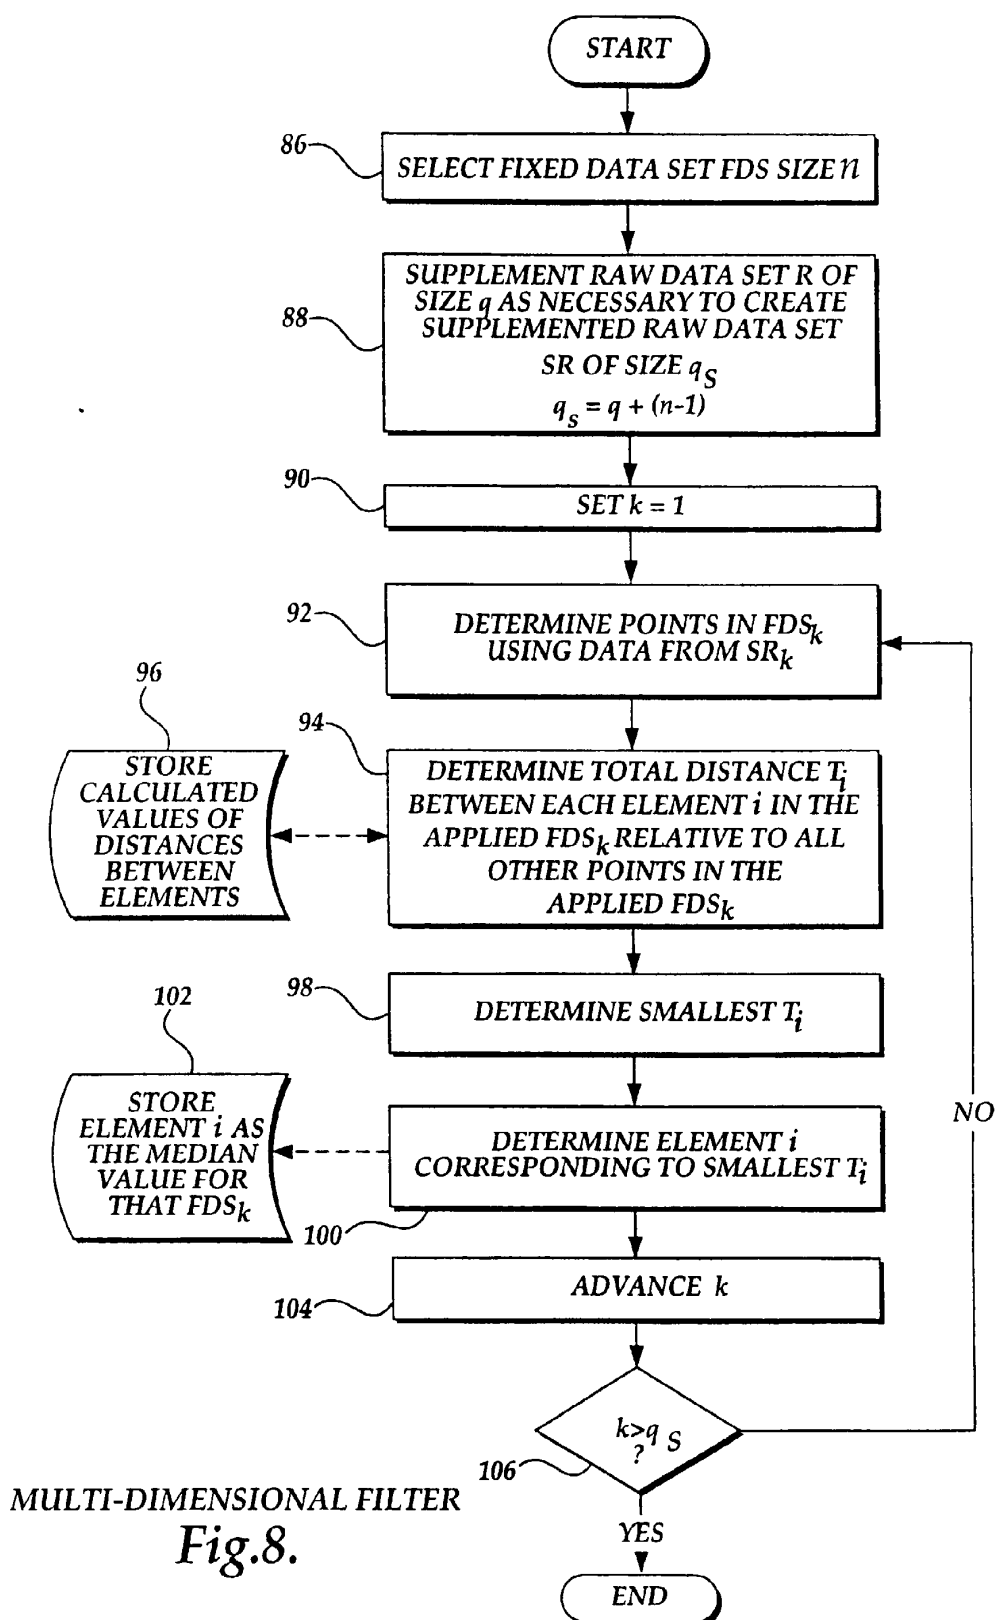 START
86
SELECT FIXED DATA SET FDS SIZE n
88
SUPPLEMENT RAW DATA SET R OF
SIZE q AS NECESSARY TO CREATE
SUPPLEMENTED RAW DATA SET
SR OF SIZE qS
qs = q + (n-1)
90
SET k = 1
92
DETERMINE POINTS IN FDSk
USING DATA FROM SRk
96
STORE
CALCULATED
VALUES OF
DISTANCES
BETWEEN
ELEMENTS
94
DETERMINE TOTAL DISTANCE Ti
BETWEEN EACH ELEMENT i IN THE
APPLIED FDSk RELATIVE TO ALL
OTHER POINTS IN THE
APPLIED FDSk
98
DETERMINE SMALLEST Ti
102
STORE
ELEMENT i AS
THE MEDIAN
VALUE FOR
THAT FDSk
DETERMINE ELEMENT i
CORRESPONDING TO SMALLEST Ti
100
NO
104
ADVANCE k
k>q S
?
106
YES
END
MULTI-DIMENSIONAL FILTER
Fig.8.